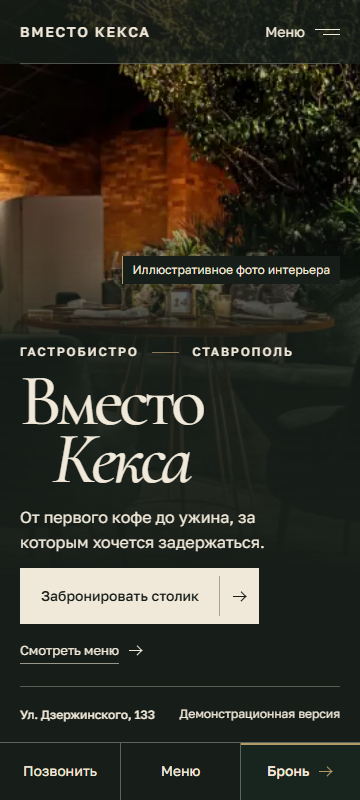 ВМЕСТО КЕКСА
Меню
Иллюстративное фото интерьера
ГАСТРОБИСТРО СТАВРОПОЛЬ
Вместо
Кекса
От первого кофе до ужина, за
которым хочется задержаться.
Забронировать столик →
Смотреть меню →
Ул. Дзержинского, 133 Демонстрационная версия
Позвонить Меню Бронь →